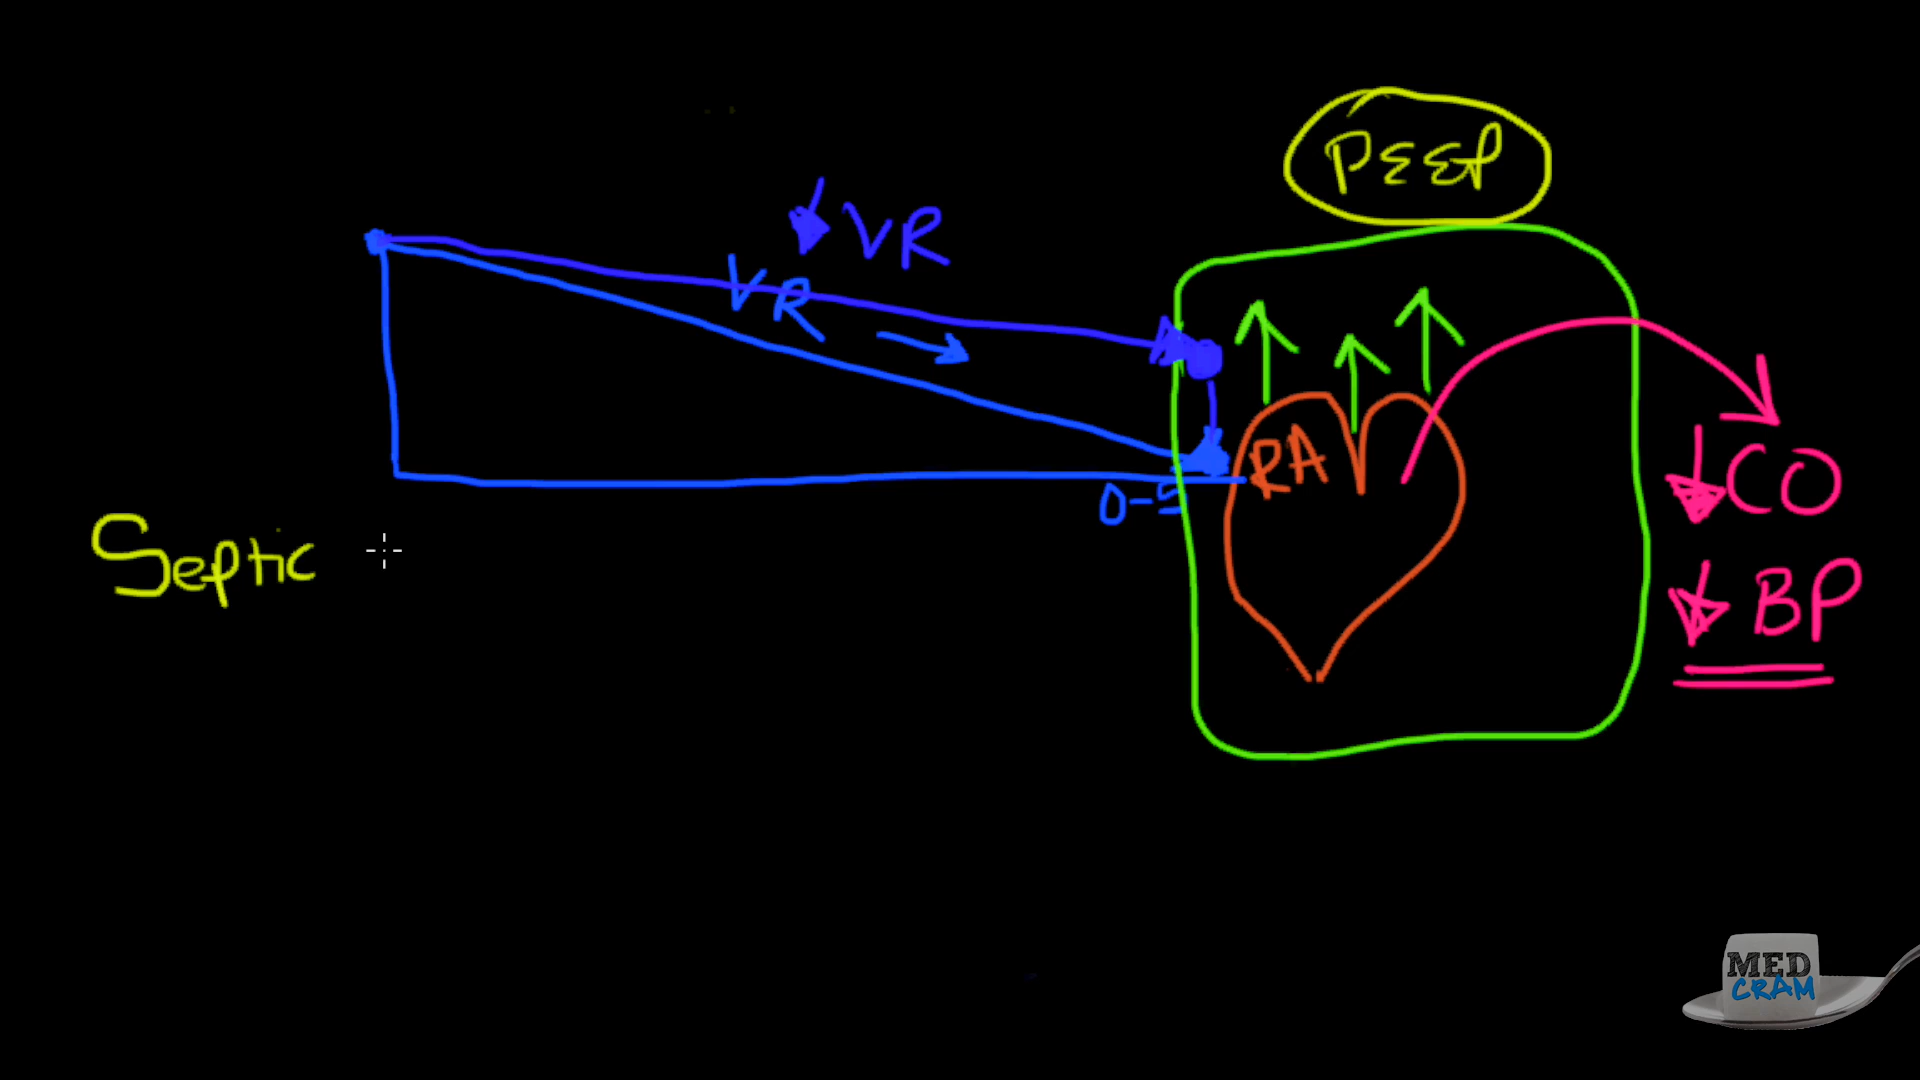 PEEP
↓ VR
VR →
RA
0-5
↓ CO
↓ BP
Septic
MED
CRAM